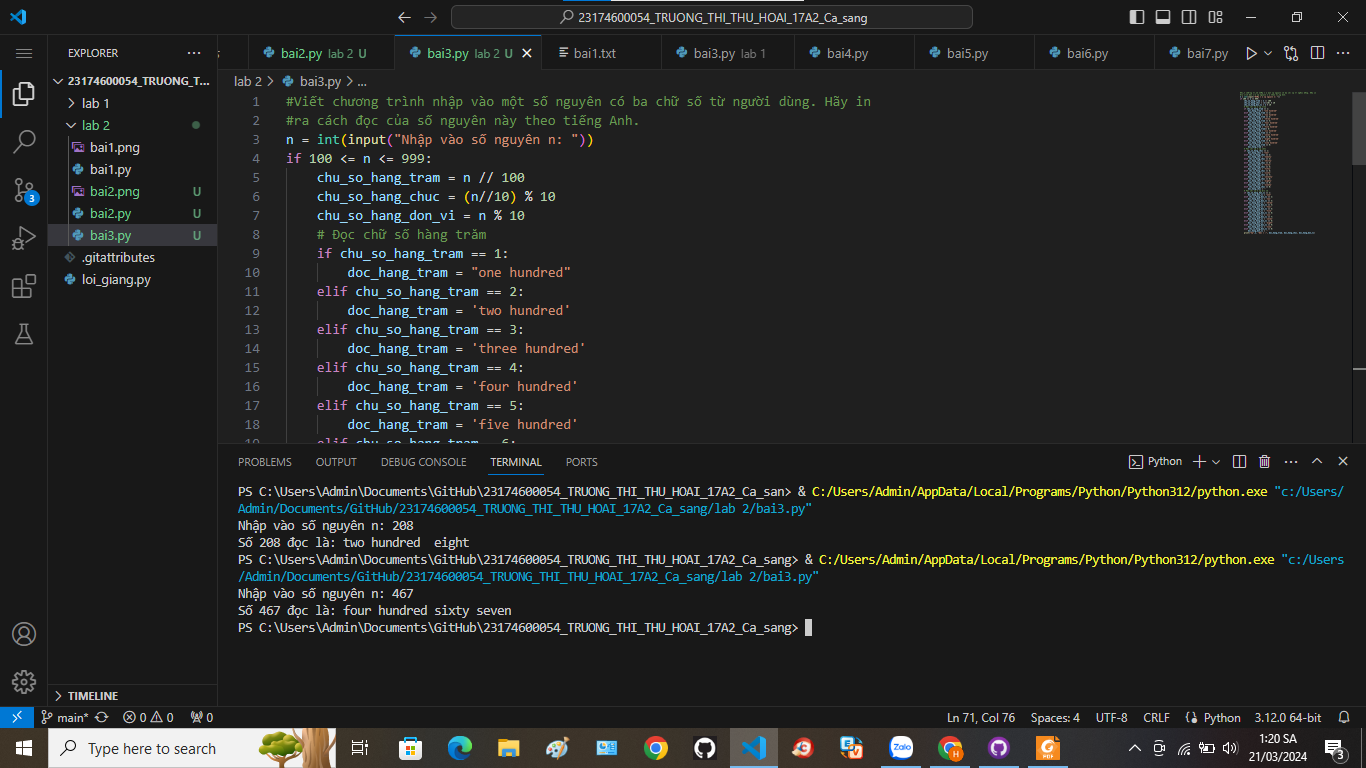 23174600054_TRUONG_THI_THU_HOAI_17A2_Ca_sang
EXPLORER
bai2.py lab 2 U
bai3.py lab 2 U
bai1.txt
bai3.py lab 1
bai4.py
bai5.py
bai6.py
bai7.py
23174600054_TRUONG_T...
lab 1
lab 2
bai1.png
bai1.py
bai2.png U
bai2.py U
bai3.py U
.gitattributes
loi_giang.py
TIMELINE
lab 2 > bai3.py > ...
1 #Viết chương trình nhập vào một số nguyên có ba chữ số từ người dùng. Hãy in
2 #ra cách đọc của số nguyên này theo tiếng Anh.
3 n = int(input("Nhập vào số nguyên n: "))
4 if 100 <= n <= 999:
5 chu_so_hang_tram = n // 100
6 chu_so_hang_chuc = (n//10) % 10
7 chu_so_hang_don_vi = n % 10
8 # Đọc chữ số hàng trăm
9 if chu_so_hang_tram == 1:
10 doc_hang_tram = "one hundred"
11 elif chu_so_hang_tram == 2:
12 doc_hang_tram = 'two hundred'
13 elif chu_so_hang_tram == 3:
14 doc_hang_tram = 'three hundred'
15 elif chu_so_hang_tram == 4:
16 doc_hang_tram = 'four hundred'
17 elif chu_so_hang_tram == 5:
18 doc_hang_tram = 'five hundred'
PROBLEMS OUTPUT DEBUG CONSOLE TERMINAL PORTS
Python
PS C:\Users\Admin\Documents\GitHub\23174600054_TRUONG_THI_THU_HOAI_17A2_Ca_san> & C:/Users/Admin/AppData/Local/Programs/Python/Python312/python.exe "c:/Users/
Admin/Documents/GitHub/23174600054_TRUONG_THI_THU_HOAI_17A2_Ca_sang/lab 2/bai3.py"
Nhập vào số nguyên n: 208
Số 208 đọc là: two hundred  eight
PS C:\Users\Admin\Documents\GitHub\23174600054_TRUONG_THI_THU_HOAI_17A2_Ca_sang> & C:/Users/Admin/AppData/Local/Programs/Python/Python312/python.exe "c:/Users
/Admin/Documents/GitHub/23174600054_TRUONG_THI_THU_HOAI_17A2_Ca_sang/lab 2/bai3.py"
Nhập vào số nguyên n: 467
Số 467 đọc là: four hundred sixty seven
PS C:\Users\Admin\Documents\GitHub\23174600054_TRUONG_THI_THU_HOAI_17A2_Ca_sang>
3
main* 0 0 0
Ln 71, Col 76 Spaces: 4 UTF-8 CRLF Python 3.12.0 64-bit
Type here to search
Zalo
1:20 SA
21/03/2024
3